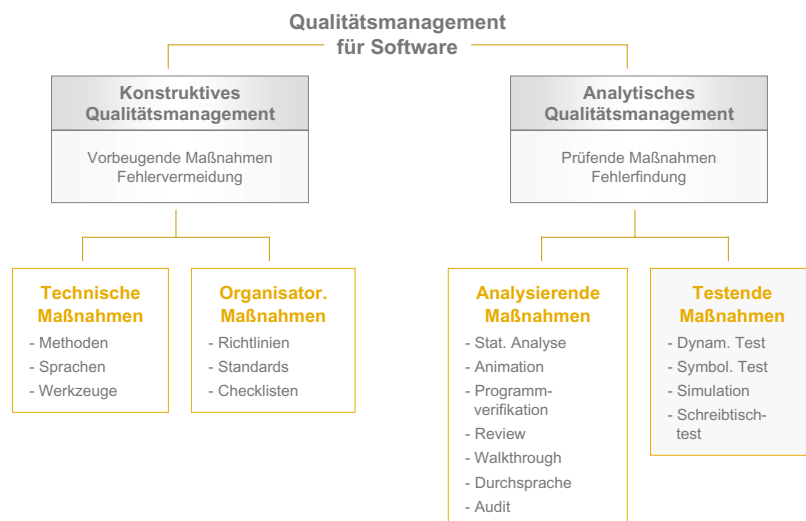 Qualitätsmanagement
für Software
Konstruktives
Qualitätsmanagement
Vorbeugende Maßnahmen
Fehlervermeidung
Analytisches
Qualitätsmanagement
Prüfende Maßnahmen
Fehlerfindung
Technische
Maßnahmen
- Methoden
- Sprachen
- Werkzeuge
Organisator.
Maßnahmen
- Richtlinien
- Standards
- Checklisten
Analysierende
Maßnahmen
- Stat. Analyse
- Animation
- Programm-
verifikation
- Review
- Walkthrough
- Durchsprache
- Audit
Testende
Maßnahmen
- Dynam. Test
- Symbol. Test
- Simulation
- Schreibtisch-
test